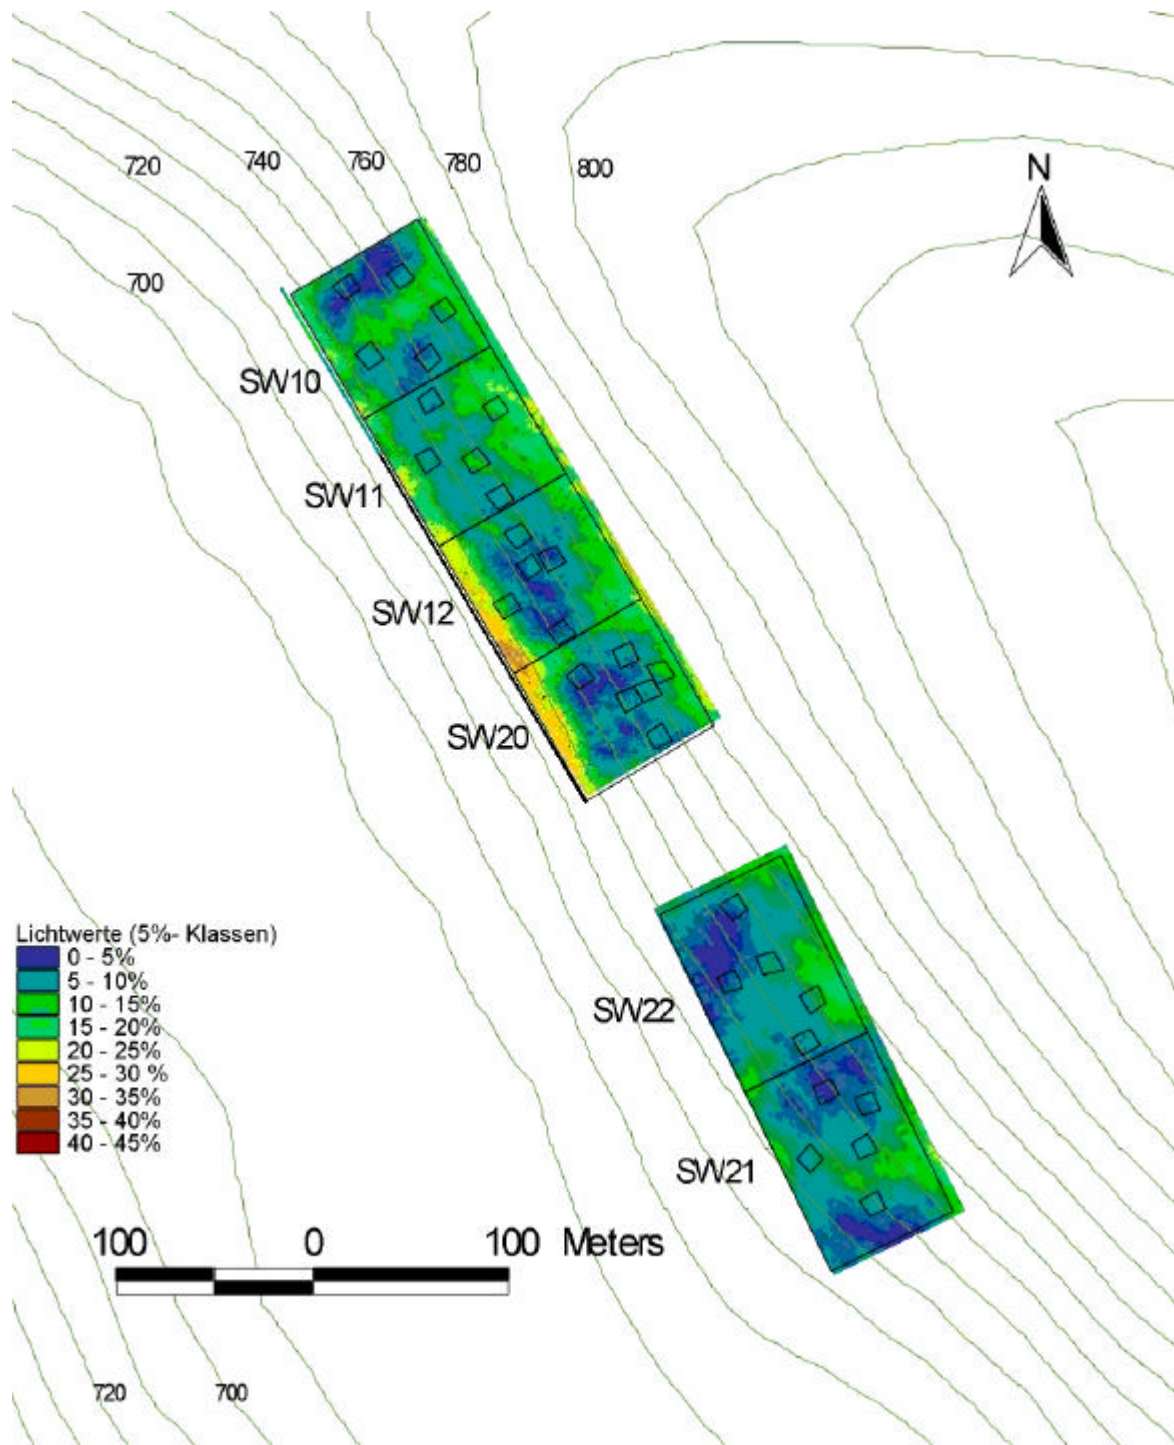 720
740
760
780
800
N
700
SW10
SW11
SW12
SW20
Lichtwerte (5%- Klassen)
0 - 5%
5 - 10%
10 - 15%
15 - 20%
20 - 25%
25 - 30 %
30 - 35%
35 - 40%
40 - 45%
SW22
SW21
100 0 100 Meters
720
700